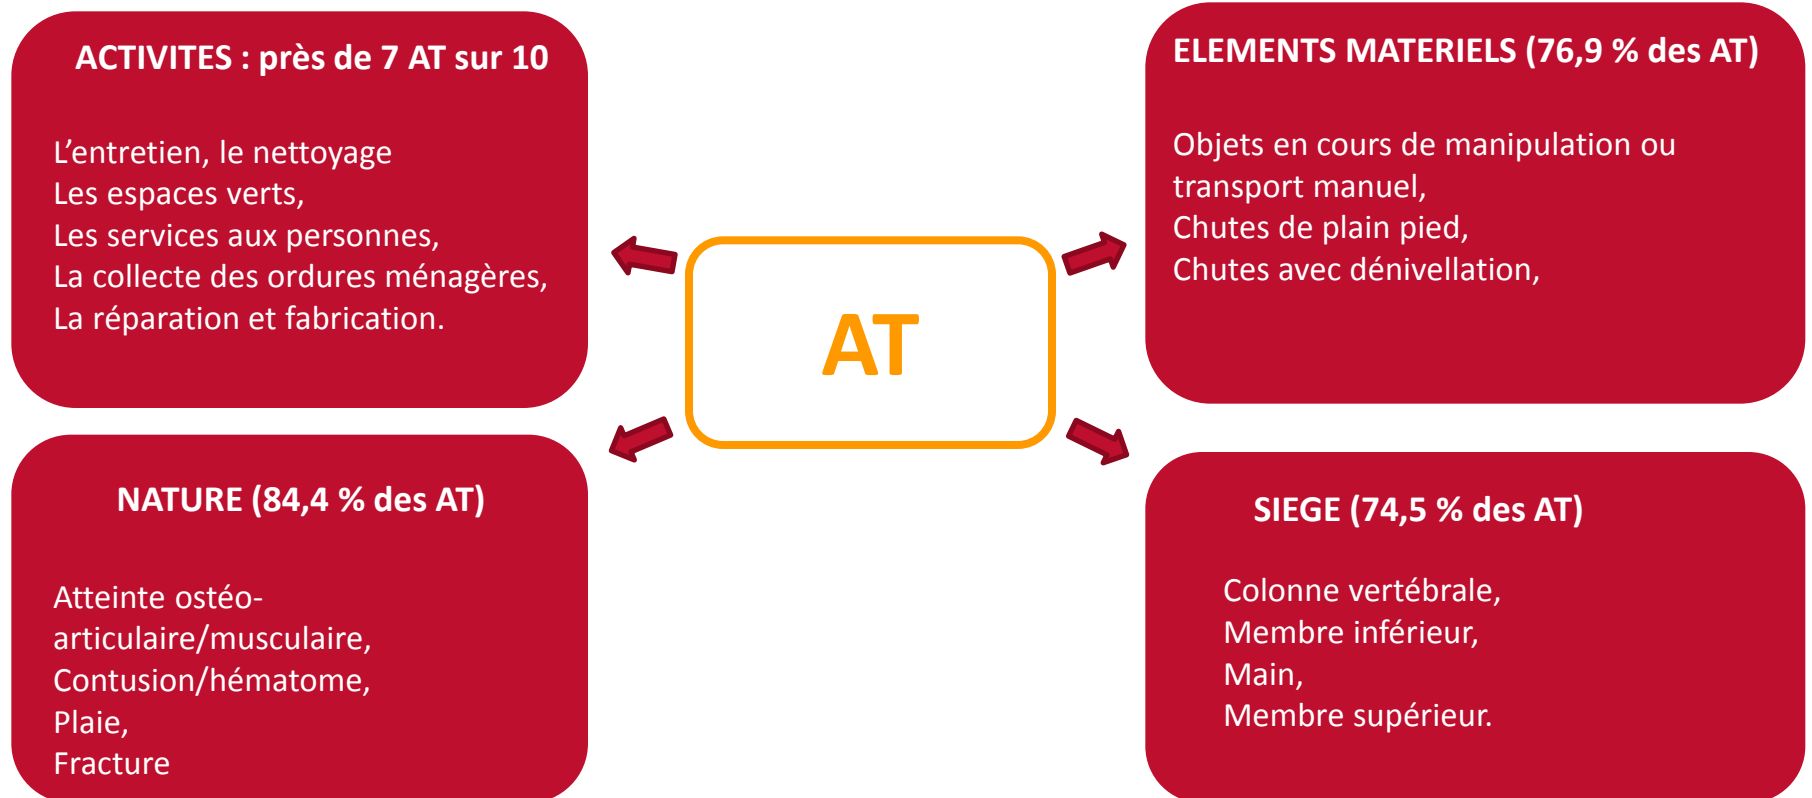 ACTIVITES : près de 7 AT sur 10
L’entretien, le nettoyage
Les espaces verts,
Les services aux personnes,
La collecte des ordures ménagères,
La réparation et fabrication.
ELEMENTS MATERIELS (76,9 % des AT)
Objets en cours de manipulation ou
transport manuel,
Chutes de plain pied,
Chutes avec dénivellation,
AT
NATURE (84,4 % des AT)
Atteinte ostéo-
articulaire/musculaire,
Contusion/hématome,
Plaie,
Fracture
SIEGE (74,5 % des AT)
Colonne vertébrale,
Membre inférieur,
Main,
Membre supérieur.